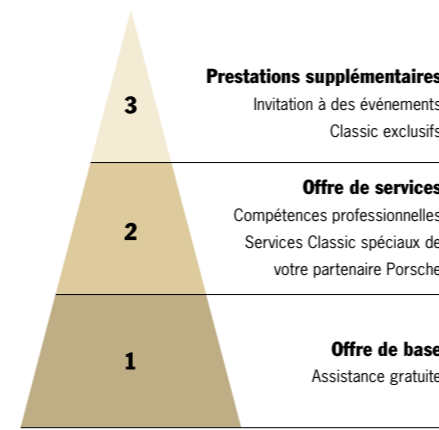 3
Prestations supplémentaires
Invitation à des événements
Classic exclusifs
2
Offre de services
Compétences professionnelles
Services Classic spéciaux de
votre partenaire Porsche
1
Offre de base
Assistance gratuite